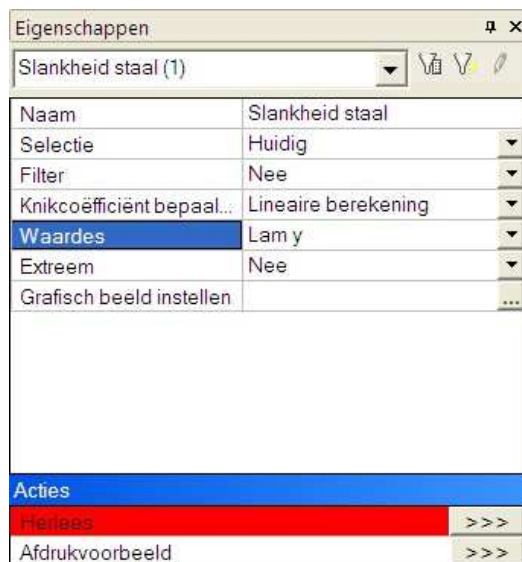 Eigenschappen
Slankheid staal (1)
Naam Slankheid staal
Selectie Huidig
Filter Nee
Knikcoëfficiënt bepaal... Lineaire berekening
Waardes Lam y
Extreem Nee
Grafisch beeld instellen ...
Acties
Herlees >>>
Afdrukvoorbeeld >>>